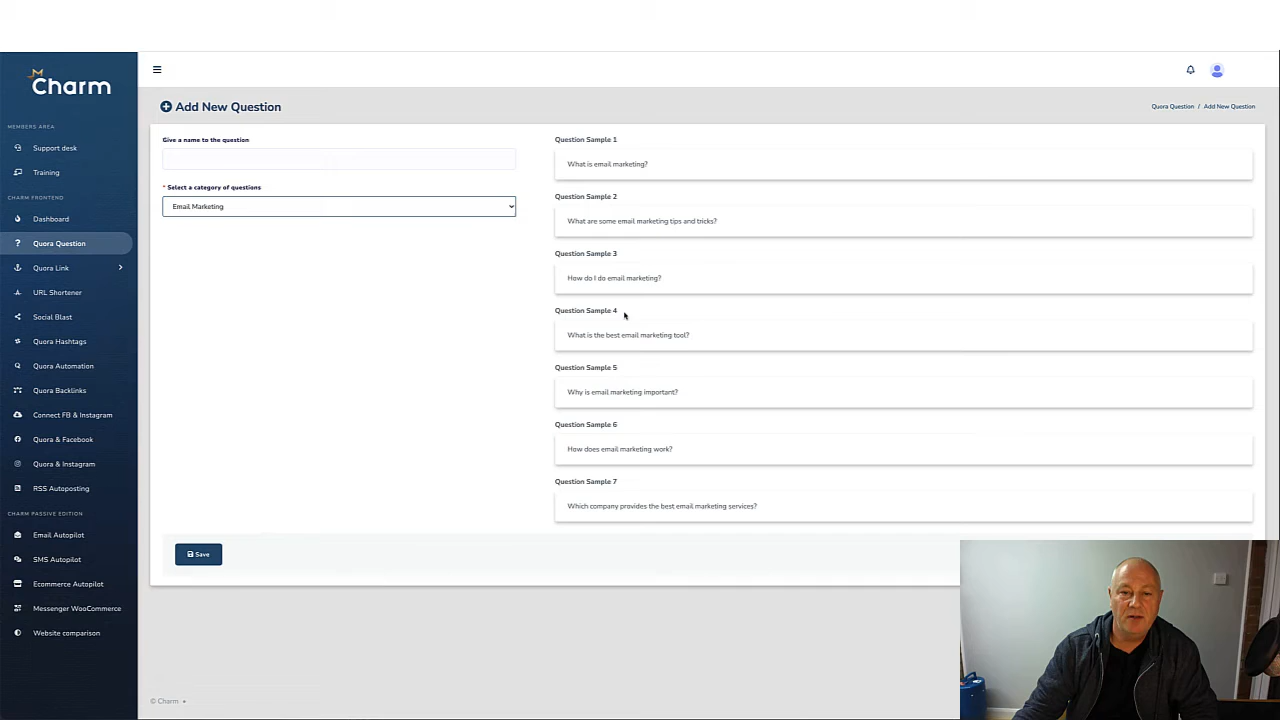 Charm
MEMBERS AREA
Support desk
Training
CHARM FRONTEND
Dashboard
Quora Question
Quora Link
URL Shortener
Social Blast
Quora Hashtags
Quora Automation
Quora Backlinks
Connect FB & Instagram
Quora & Facebook
Quora & Instagram
RSS Autoposting
CHARM PASSIVE EDITION
Email Autopilot
SMS Autopilot
Ecommerce Autopilot
Messenger WooCommerce
Website comparison
Add New Question
Quora Question / Add New Question
Give a name to the question
* Select a category of questions
Email Marketing
Question Sample 1
What is email marketing?
Question Sample 2
What are some email marketing tips and tricks?
Question Sample 3
How do I do email marketing?
Question Sample 4
What is the best email marketing tool?
Question Sample 5
Why is email marketing important?
Question Sample 6
How does email marketing work?
Question Sample 7
Which company provides the best email marketing services?
Save
© Charm •